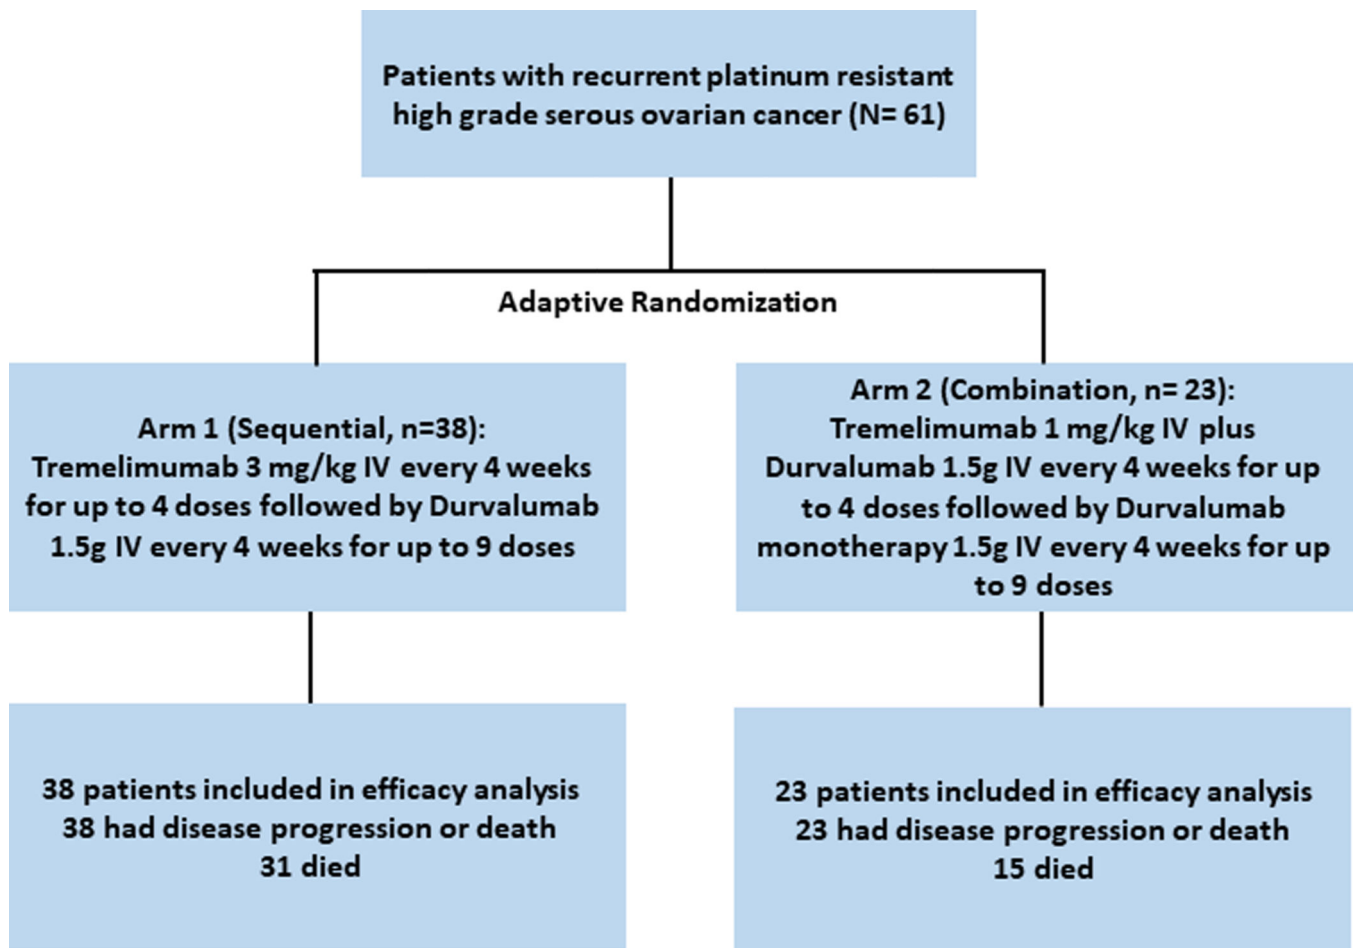 Patients with recurrent platinum resistant
high grade serous ovarian cancer (N= 61)
Adaptive Randomization
Arm 1 (Sequential, n=38):
Tremelimumab 3 mg/kg IV every 4 weeks
for up to 4 doses followed by Durvalumab
1.5g IV every 4 weeks for up to 9 doses
Arm 2 (Combination, n= 23):
Tremelimumab 1 mg/kg IV plus
Durvalumab 1.5g IV every 4 weeks for up
to 4 doses followed by Durvalumab
monotherapy 1.5g IV every 4 weeks for up
to 9 doses
38 patients included in efficacy analysis
38 had disease progression or death
31 died
23 patients included in efficacy analysis
23 had disease progression or death
15 died